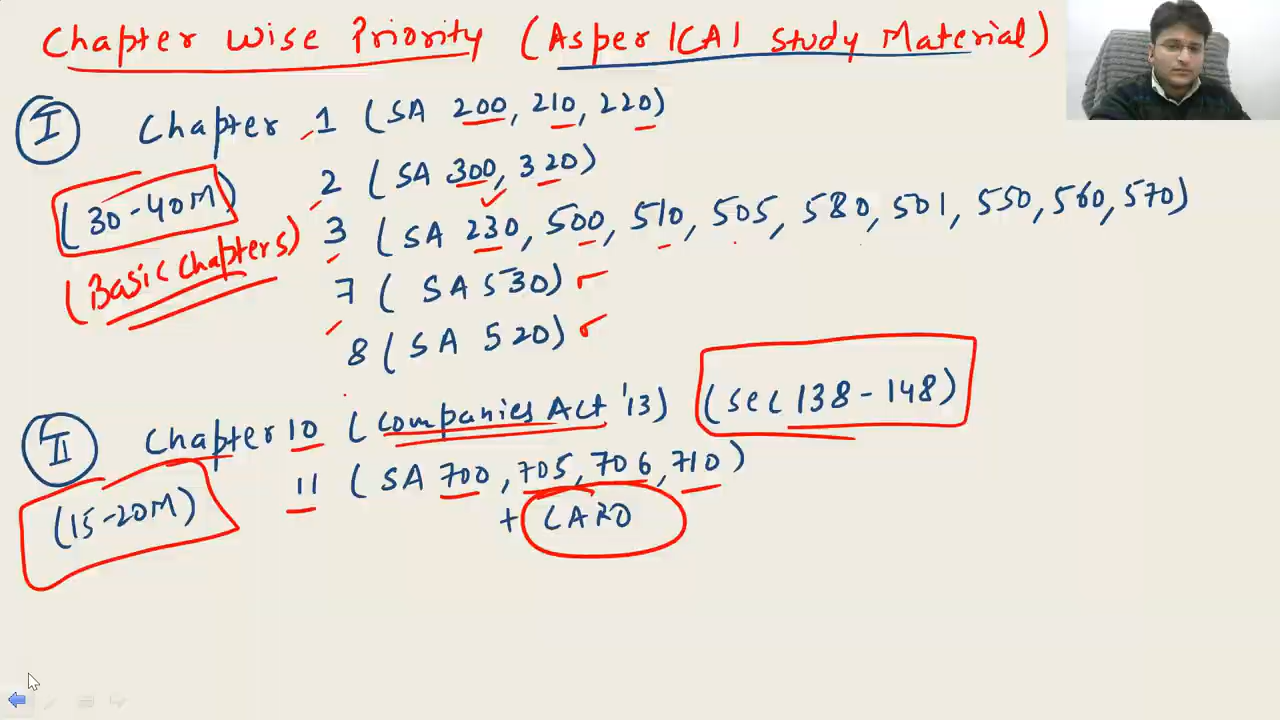 Chapter Wise Priority (As per ICAI Study Material)
I Chapter 1 (SA 200, 210, 220)
2 (SA 300, 320)
(30-40M)
3 (SA 230, 500, 510, 505, 580, 501, 550, 560, 570)
(Basic Chapters)
7 (SA 530)
8 (SA 520)
II Chapter 10 (Companies Act '13) (Sec 138-148)
11 (SA 700, 705, 706, 710)
(15-20M)
+ CARO